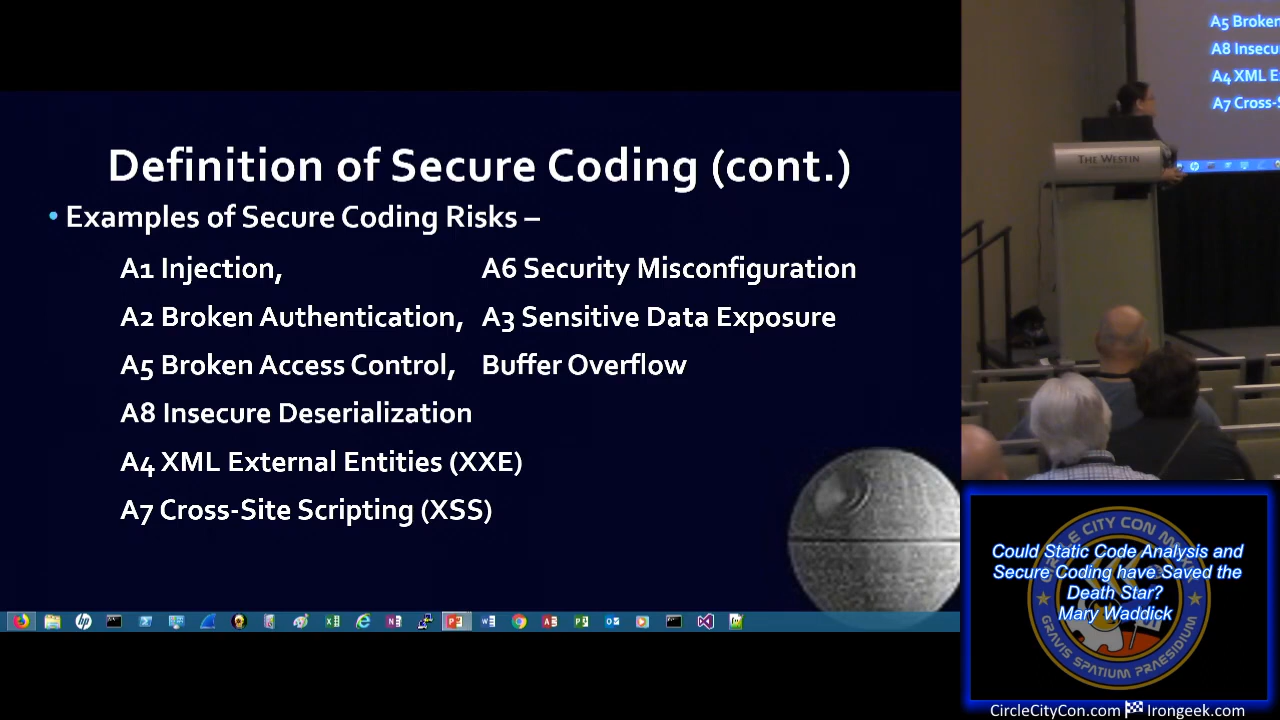 Definition of Secure Coding (cont.)
• Examples of Secure Coding Risks –
A1 Injection, A6 Security Misconfiguration
A2 Broken Authentication, A3 Sensitive Data Exposure
A5 Broken Access Control, Buffer Overflow
A8 Insecure Deserialization
A4 XML External Entities (XXE)
A7 Cross-Site Scripting (XSS)
A5 Broken
A8 Insecu
A4 XML E
A7 Cross-S
THE WESTIN
Could Static Code Analysis and
Secure Coding have Saved the
Death Star?
Mary Waddick
GRAVIS SPATIUM PRAESIDIUM
CircleCityCon.com Irongeek.com